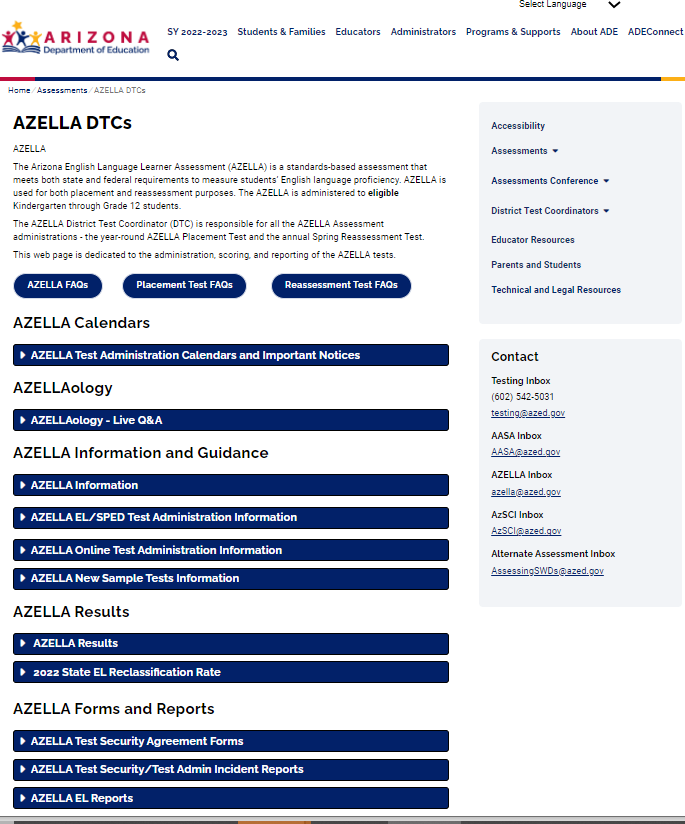 Select Language
ARIZONA
Department of Education
SY 2022-2023 Students & Families Educators Administrators Programs & Supports About ADE ADEConnect
Home / Assessments / AZELLA DTCs
AZELLA DTCs
AZELLA
The Arizona English Language Learner Assessment (AZELLA) is a standards-based assessment that
meets both state and federal requirements to measure students' English language proficiency. AZELLA is
used for both placement and reassessment purposes. The AZELLA is administered to eligible
Kindergarten through Grade 12 students.
The AZELLA District Test Coordinator (DTC) is responsible for all the AZELLA Assessment
administrations - the year-round AZELLA Placement Test and the annual Spring Reassessment Test.
This web page is dedicated to the administration, scoring, and reporting of the AZELLA tests.
AZELLA FAQs Placement Test FAQs Reassessment Test FAQs
AZELLA Calendars
AZELLA Test Administration Calendars and Important Notices
AZELLAology
AZELLAology - Live Q&A
AZELLA Information and Guidance
AZELLA Information
AZELLA EL/SPED Test Administration Information
AZELLA Online Test Administration Information
AZELLA New Sample Tests Information
AZELLA Results
AZELLA Results
2022 State EL Reclassification Rate
AZELLA Forms and Reports
AZELLA Test Security Agreement Forms
AZELLA Test Security/Test Admin Incident Reports
AZELLA EL Reports
Accessibility
Assessments
Assessments Conference
District Test Coordinators
Educator Resources
Parents and Students
Technical and Legal Resources
Contact
Testing Inbox
(602) 542-5031
testing@azed.gov
AASA Inbox
AASA@azed.gov
AZELLA Inbox
azella@azed.gov
AzSCI Inbox
AzSCI@azed.gov
Alternate Assessment Inbox
AssessingSWDs@azed.gov